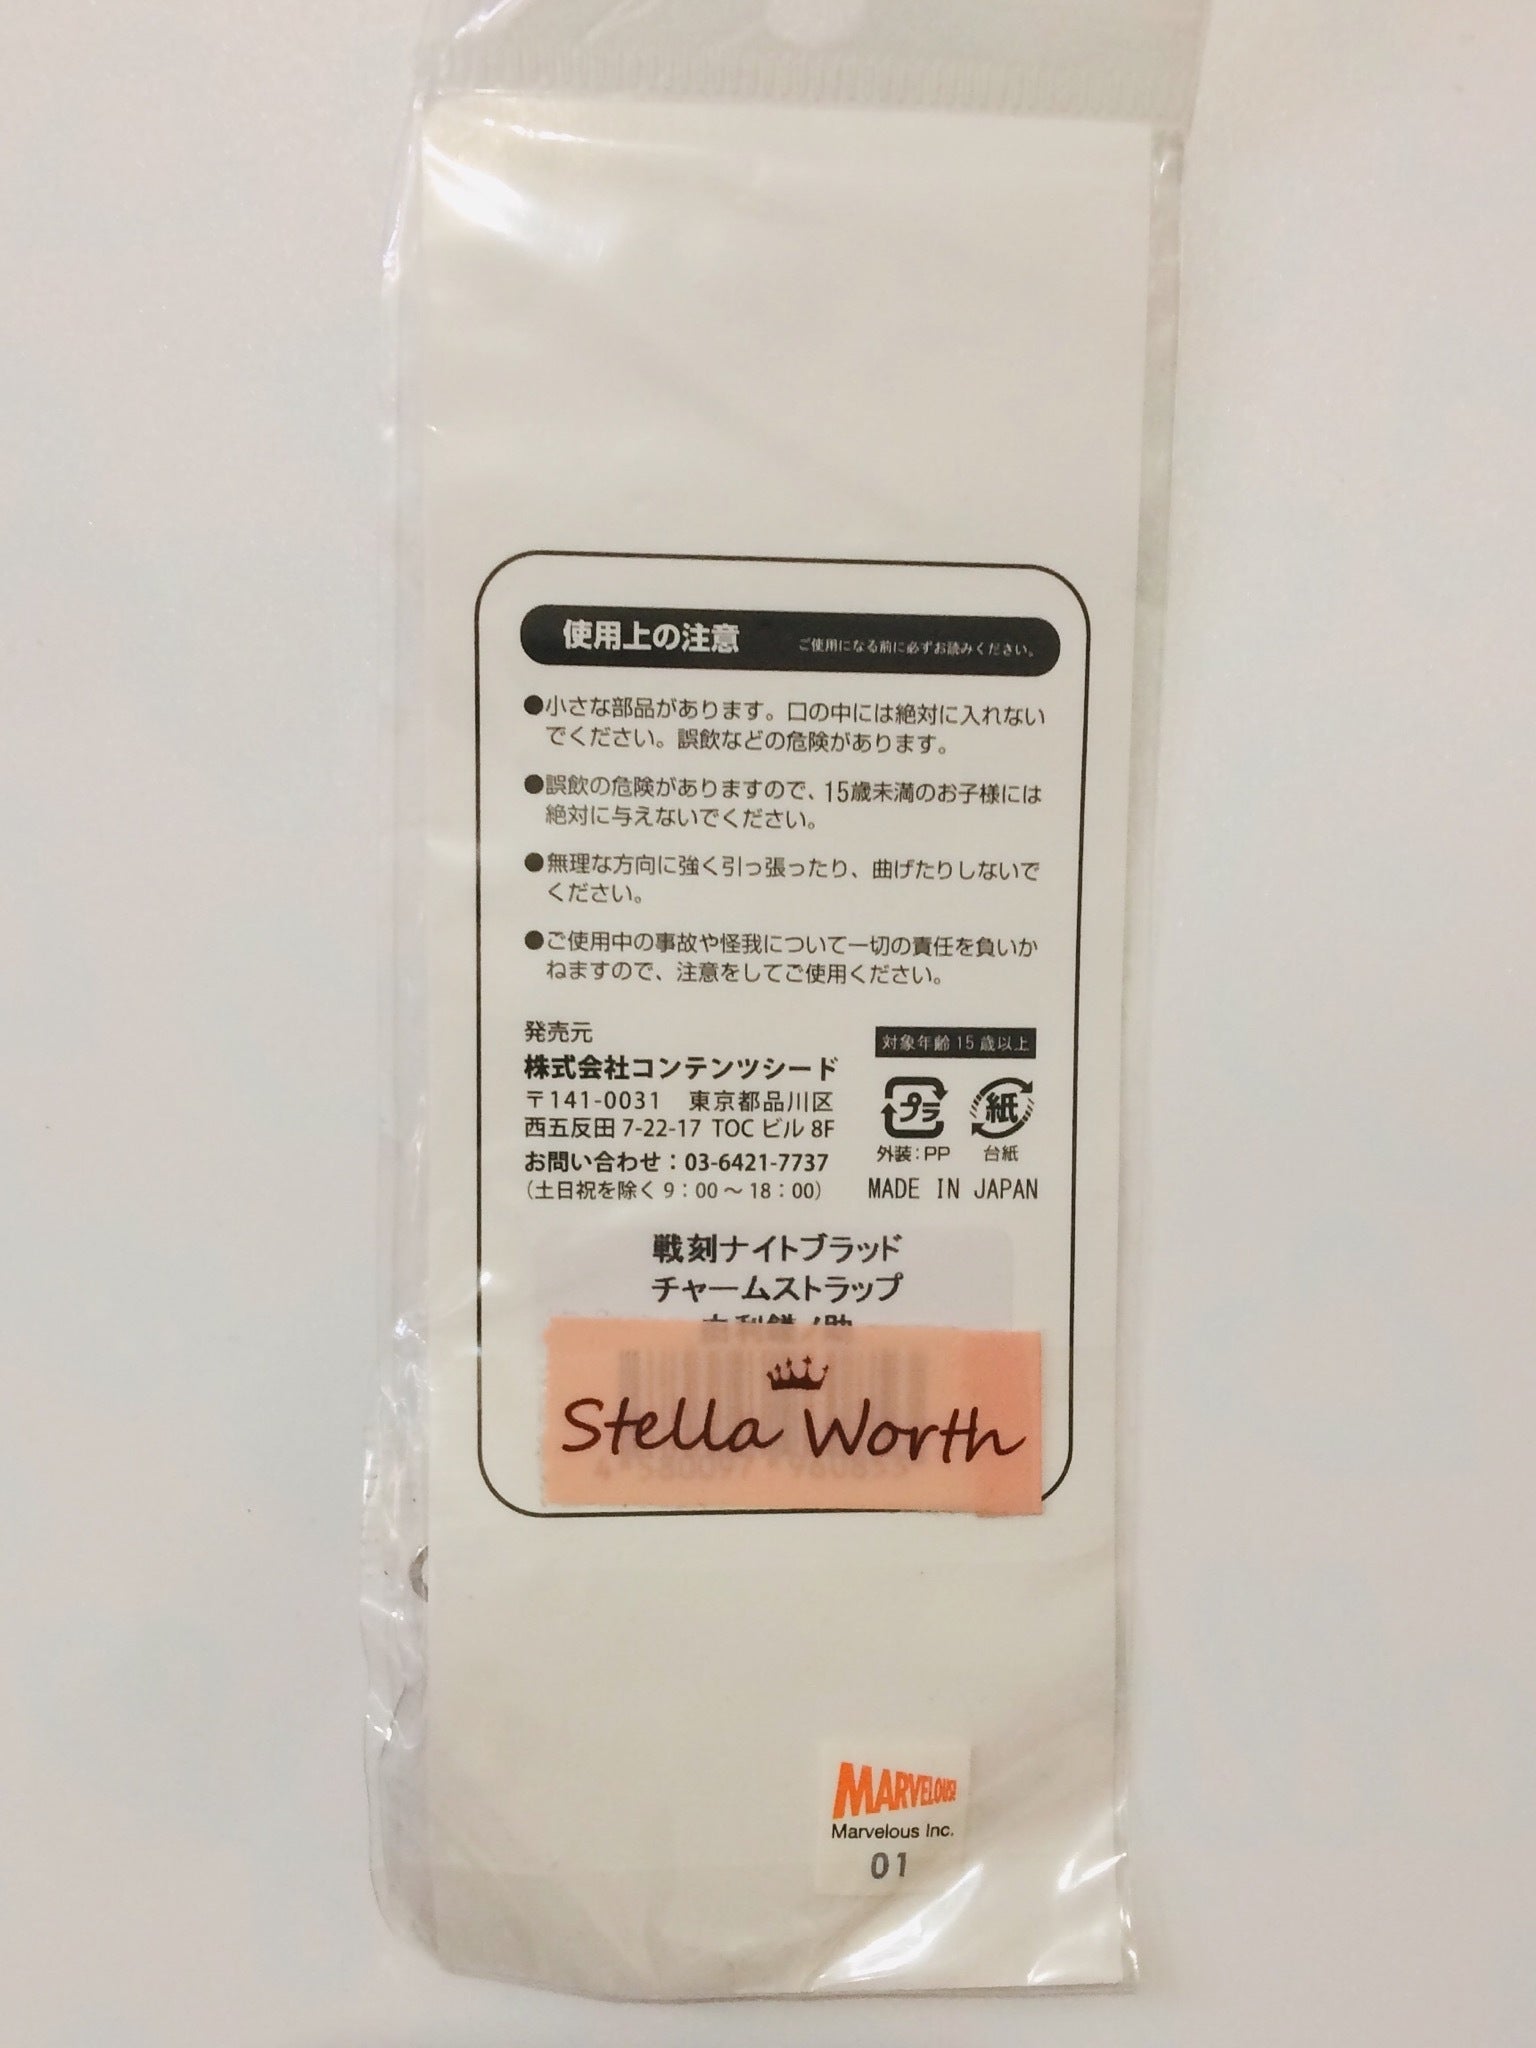 使用上の注意 ご使用になる前に必ずお読みください。
●小さな部品があります。口の中には絶対に入れない
でください。誤飲などの危険があります。
●誤飲の危険がありますので、15歳未満のお子様には
絶対に与えないでください。
●無理な方向に強く引っ張ったり、曲げたりしないで
ください。
●ご使用中の事故や怪我について一切の責任を負いか
ねますので、注意をしてご使用ください。
発売元
株式会社コンテンツシード
〒141-0031 東京都品川区
西五反田 7-22-17 TOC ビル 8F
お問い合わせ：03-6421-7737
（土日祝を除く 9：00～18：00）
対象年齢 15 歳以上
プラ 紙
外装：PP 台紙
MADE IN JAPAN
戦刻ナイトブラッド
チャームストラップ
Stella Worth
MARVELOUS!
Marvelous Inc.
01